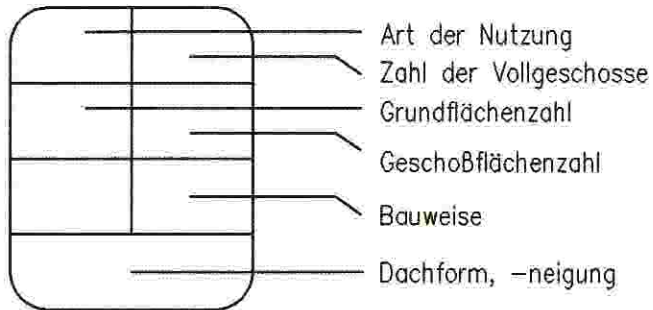 Art der Nutzung
Zahl der Vollgeschosse
Grundflächenzahl
Geschoßflächenzahl
Bauweise
Dachform, -neigung